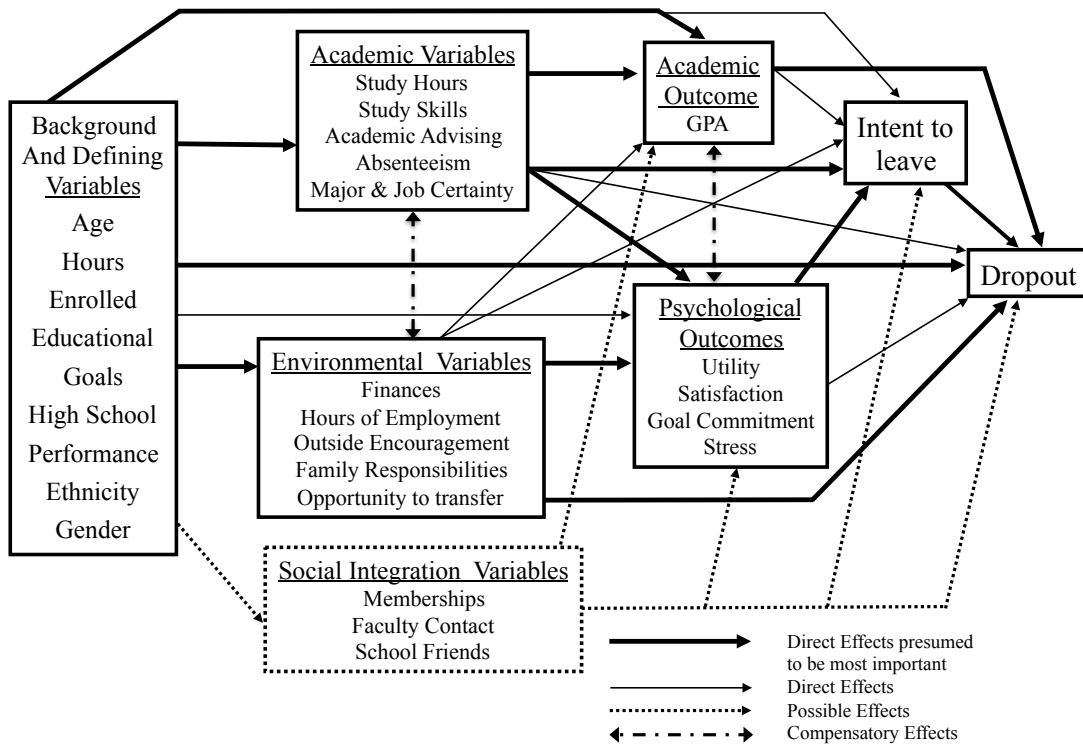 Background
And Defining
Variables
Age
Hours
Enrolled
Educational
Goals
High School
Performance
Ethnicity
Gender
Academic Variables
Study Hours
Study Skills
Academic Advising
Absenteeism
Major & Job Certainty
Environmental Variables
Finances
Hours of Employment
Outside Encouragement
Family Responsibilities
Opportunity to transfer
Social Integration Variables
Memberships
Faculty Contact
School Friends
Academic
Outcome
GPA
Psychological
Outcomes
Utility
Satisfaction
Goal Commitment
Stress
Intent to
leave
Dropout
Direct Effects presumed
to be most important
Direct Effects
Possible Effects
Compensatory Effects